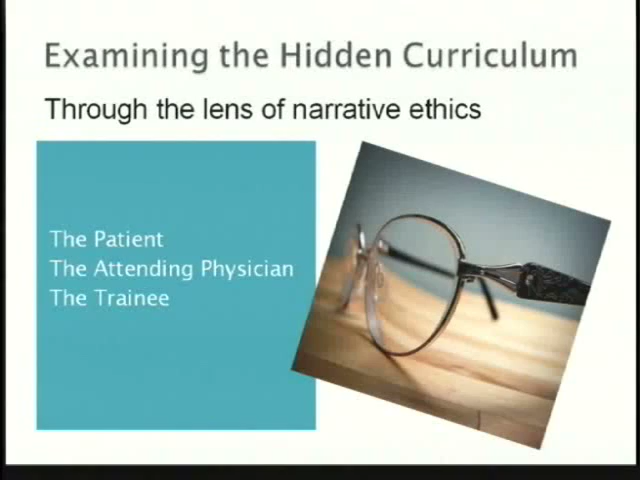 Examining the Hidden Curriculum
Through the lens of narrative ethics
The Patient
The Attending Physician
The Trainee